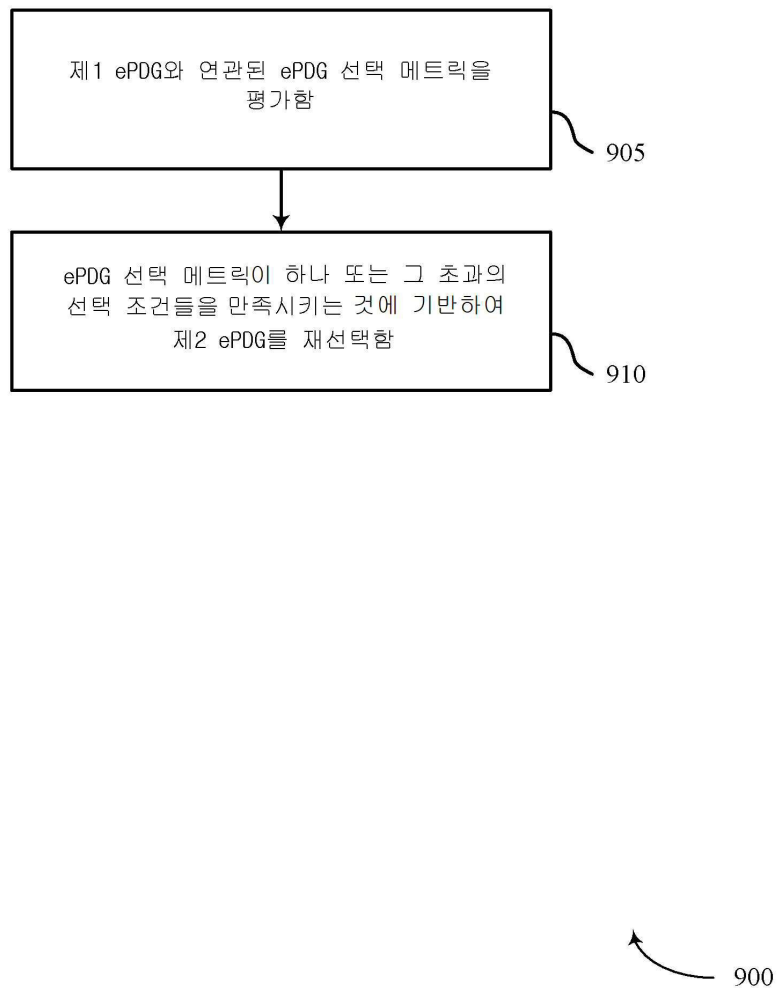 제1 ePDG와 연관된 ePDG 선택 메트릭을
평가함
905
ePDG 선택 메트릭이 하나 또는 그 초과의
선택 조건들을 만족시키는 것에 기반하여
제2 ePDG를 재선택함
910
900